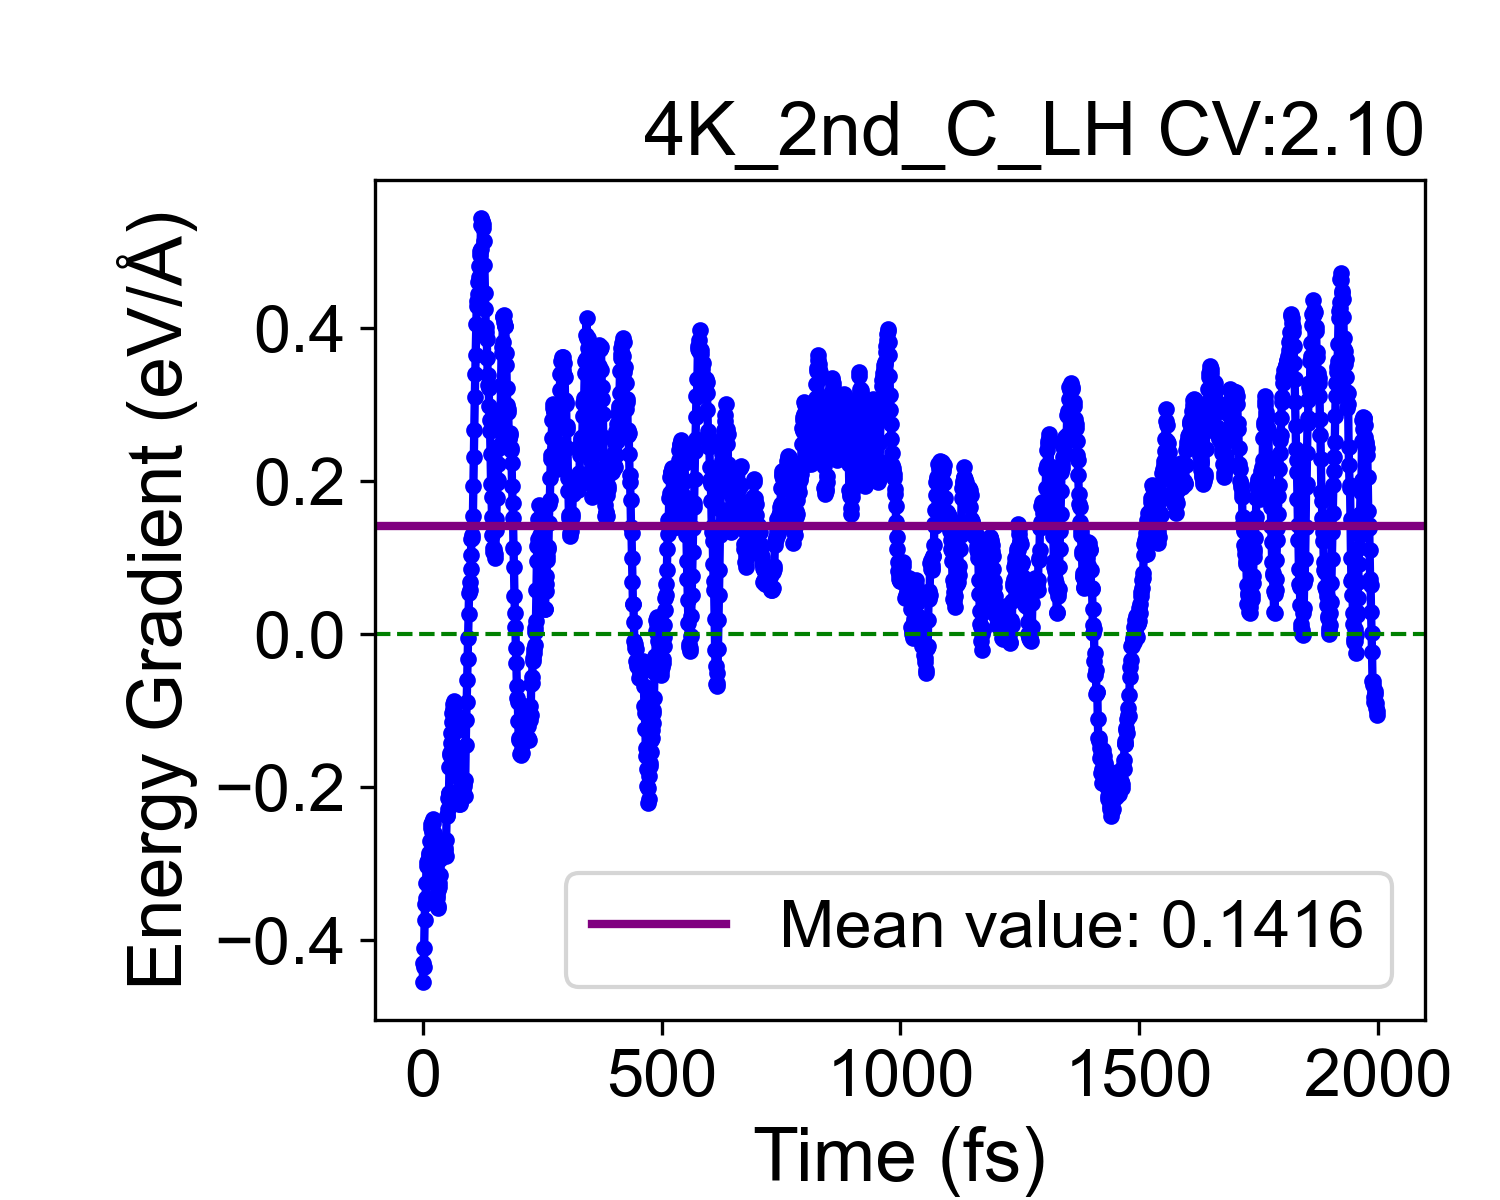 4K_2nd_C_LH CV:2.10
Energy Gradient (eV/Å)
0.4
0.2
0.0
−0.2
−0.4
Mean value: 0.1416
0 500 1000 1500 2000
Time (fs)